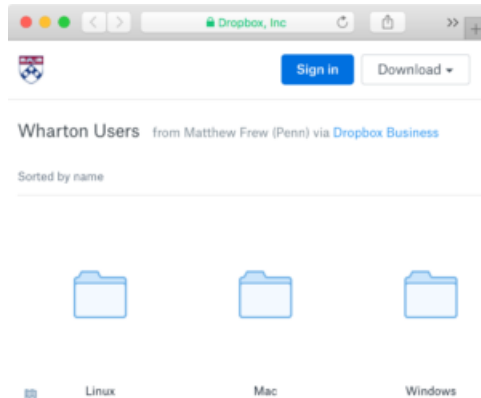 Dropbox, Inc
Sign in Download
Wharton Users from Matthew Frew (Penn) via Dropbox Business
Sorted by name
Linux Mac Windows